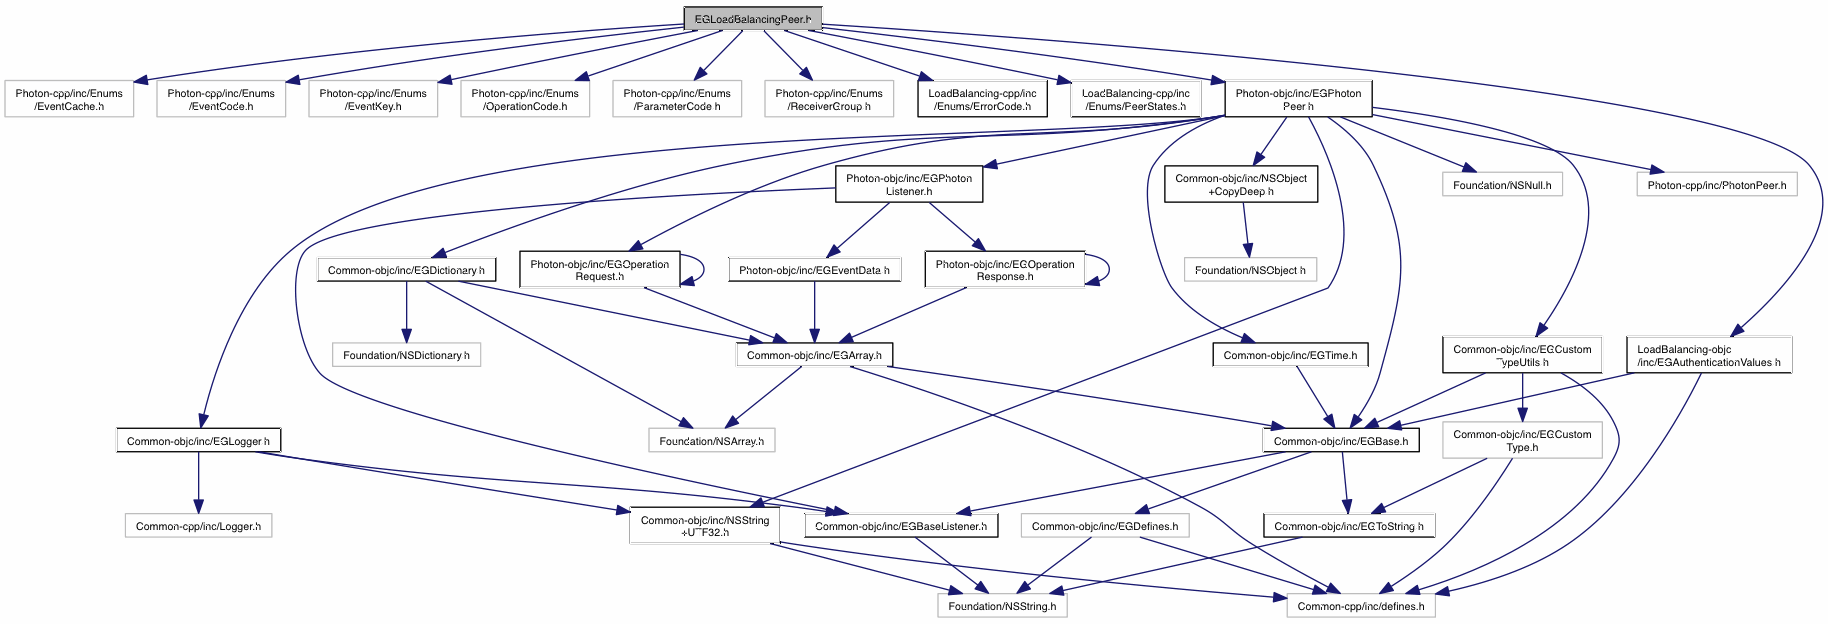 EGLoadBalancingPeer.h
Photon-cpp/inc/Enums
/EventCache.h
Photon-cpp/inc/Enums
/EventCode.h
Photon-cpp/inc/Enums
/EventKey.h
Photon-cpp/inc/Enums
/OperationCode.h
Photon-cpp/inc/Enums
/ParameterCode.h
Photon-cpp/inc/Enums
/ReceiverGroup.h
LoadBalancing-cpp/inc
/Enums/ErrorCode.h
LoadBalancing-cpp/inc
/Enums/PeerStates.h
Photon-objc/inc/EGPhoton
Peer.h
Photon-objc/inc/EGPhoton
Listener.h
Common-objc/inc/NSObject
+CopyDeep.h
Foundation/NSNull.h
Photon-cpp/inc/PhotonPeer.h
Common-objc/inc/EGDictionary.h
Photon-objc/inc/EGOperation
Request.h
Photon-objc/inc/EGEventData.h
Photon-objc/inc/EGOperation
Response.h
Foundation/NSObject.h
Foundation/NSDictionary.h
Common-objc/inc/EGArray.h
Common-objc/inc/EGTime.h
Common-objc/inc/EGCustom
TypeUtils.h
LoadBalancing-objc
/inc/EGAuthenticationValues.h
Common-objc/inc/EGLogger.h
Foundation/NSArray.h
Common-objc/inc/EGBase.h
Common-objc/inc/EGCustom
Type.h
Common-cpp/inc/Logger.h
Common-objc/inc/NSString
+UTF32.h
Common-objc/inc/EGBaseListener.h
Common-objc/inc/EGDefines.h
Common-objc/inc/EGToString.h
Foundation/NSString.h
Common-cpp/inc/defines.h